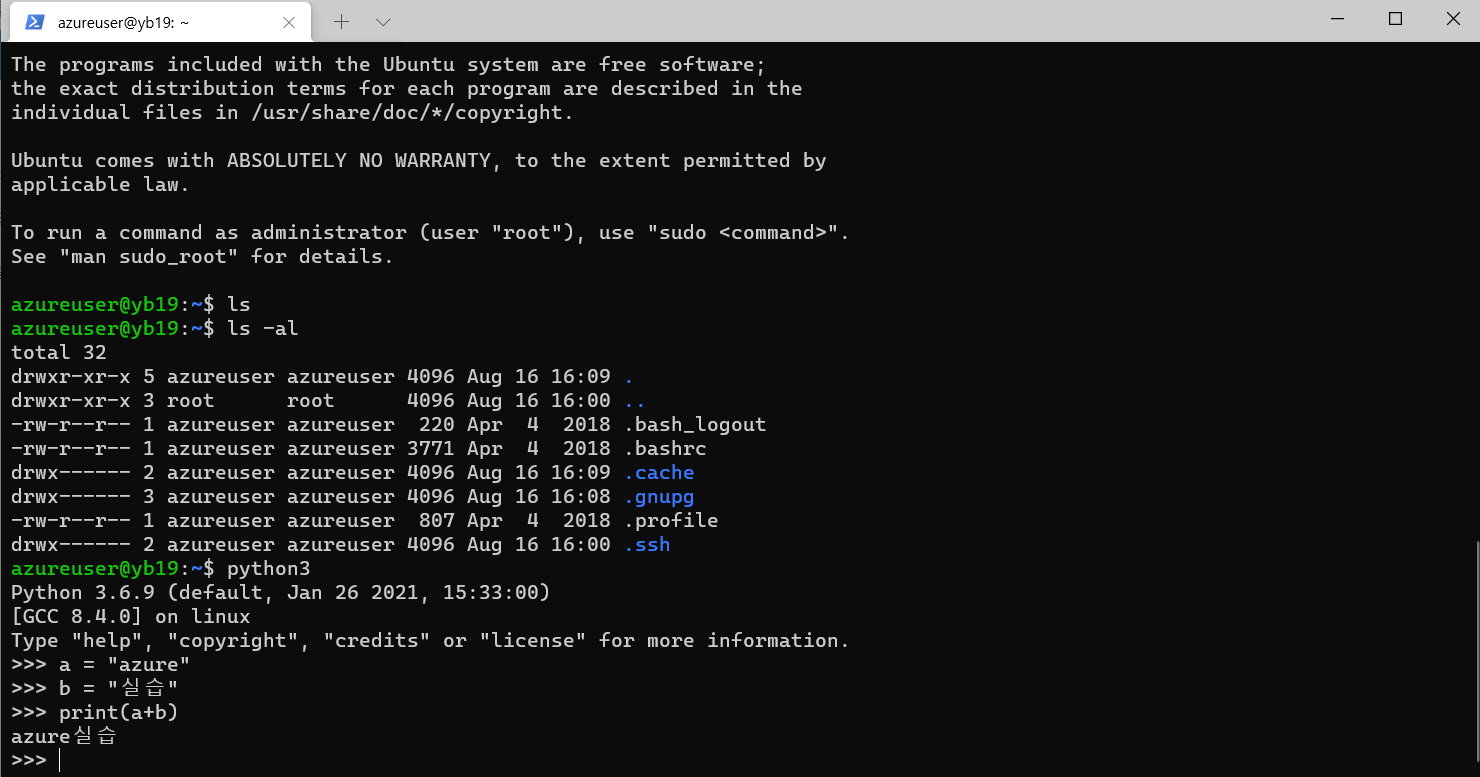 azureuser@yb19: ~
The programs included with the Ubuntu system are free software;
the exact distribution terms for each program are described in the
individual files in /usr/share/doc/*/copyright.
Ubuntu comes with ABSOLUTELY NO WARRANTY, to the extent permitted by
applicable law.
To run a command as administrator (user "root"), use "sudo <command>".
See "man sudo_root" for details.
azureuser@yb19:~$ ls
azureuser@yb19:~$ ls -al
total 32
drwxr-xr-x 5 azureuser azureuser 4096 Aug 16 16:09 .
drwxr-xr-x 3 root      root      4096 Aug 16 16:00 ..
-rw-r--r-- 1 azureuser azureuser  220 Apr  4  2018 .bash_logout
-rw-r--r-- 1 azureuser azureuser 3771 Apr  4  2018 .bashrc
drwx------ 2 azureuser azureuser 4096 Aug 16 16:09 .cache
drwx------ 3 azureuser azureuser 4096 Aug 16 16:08 .gnupg
-rw-r--r-- 1 azureuser azureuser  807 Apr  4  2018 .profile
drwx------ 2 azureuser azureuser 4096 Aug 16 16:00 .ssh
azureuser@yb19:~$ python3
Python 3.6.9 (default, Jan 26 2021, 15:33:00)
[GCC 8.4.0] on linux
Type "help", "copyright", "credits" or "license" for more information.
>>> a = "azure"
>>> b = "실습"
>>> print(a+b)
azure실습
>>>